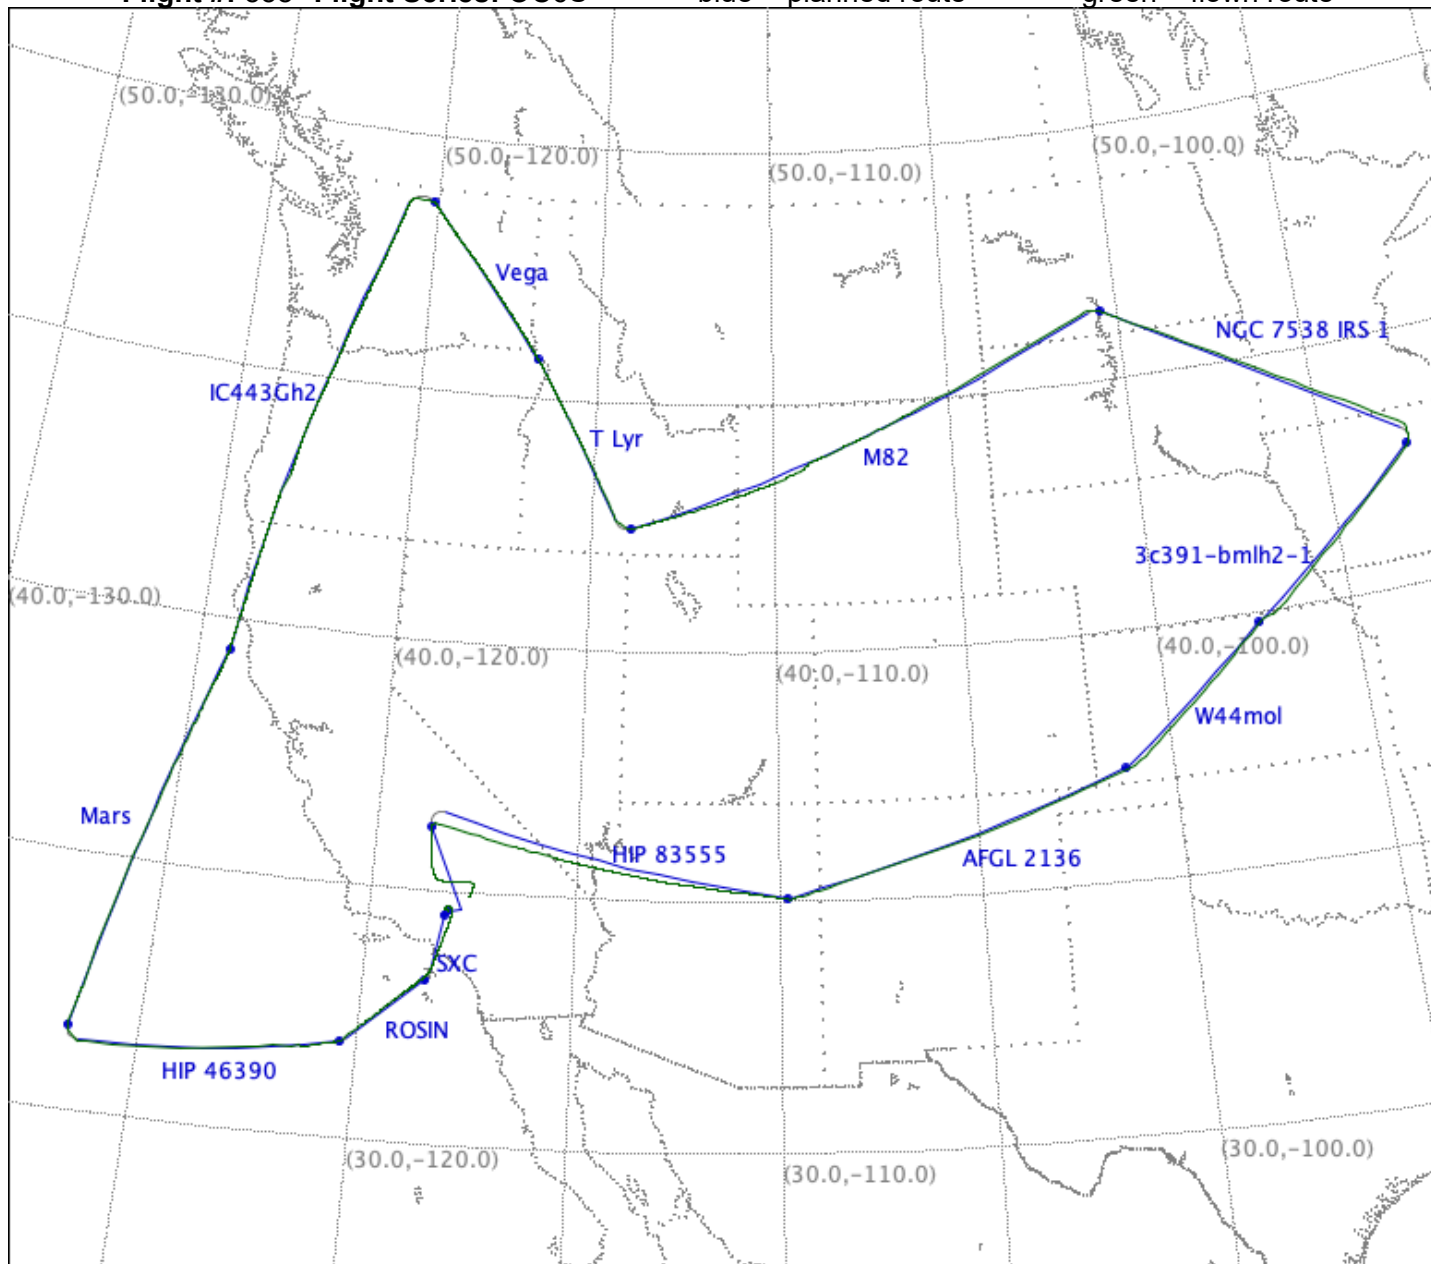 blue = planned route
(50.0,-130.0)
(50.0,-120.0)
(50.0,-110.0)
(50.0,-100.0)
Vega
NGC 7538 IRS 1
IC443Gh2
T Lyr
M82
3c391-bmlh2-1
(40.0,-130.0)
(40.0,-120.0)
(40.0,-110.0)
(40.0,-100.0)
W44mol
Mars
HIP 83555
AFGL 2136
SXC
ROSIN
HIP 46390
(30.0,-120.0)
(30.0,-110.0)
(30.0,-100.0)